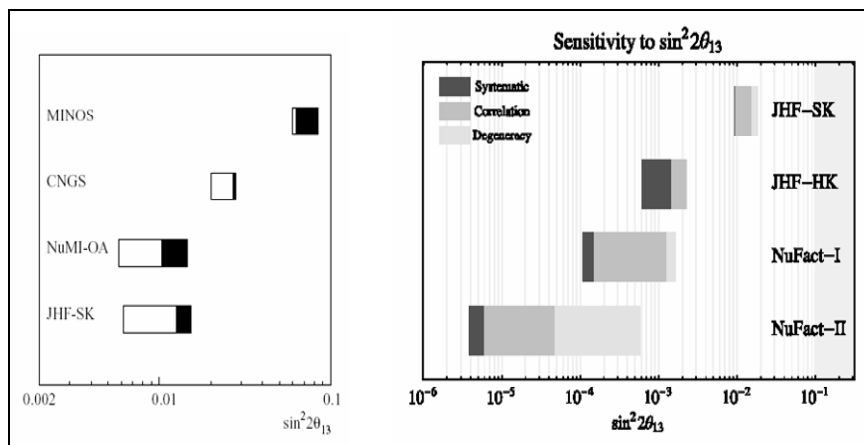 MINOS
CNGS
NuMI-OA
JHF-SK
0.002 0.01 0.1
sin²2θ₁₃
Sensitivity to sin²2θ₁₃
Systematic
Correlation
Degeneracy
JHF–SK
JHF–HK
NuFact–I
NuFact–II
10⁻⁶ 10⁻⁵ 10⁻⁴ 10⁻³ 10⁻² 10⁻¹
sin²2θ₁₃